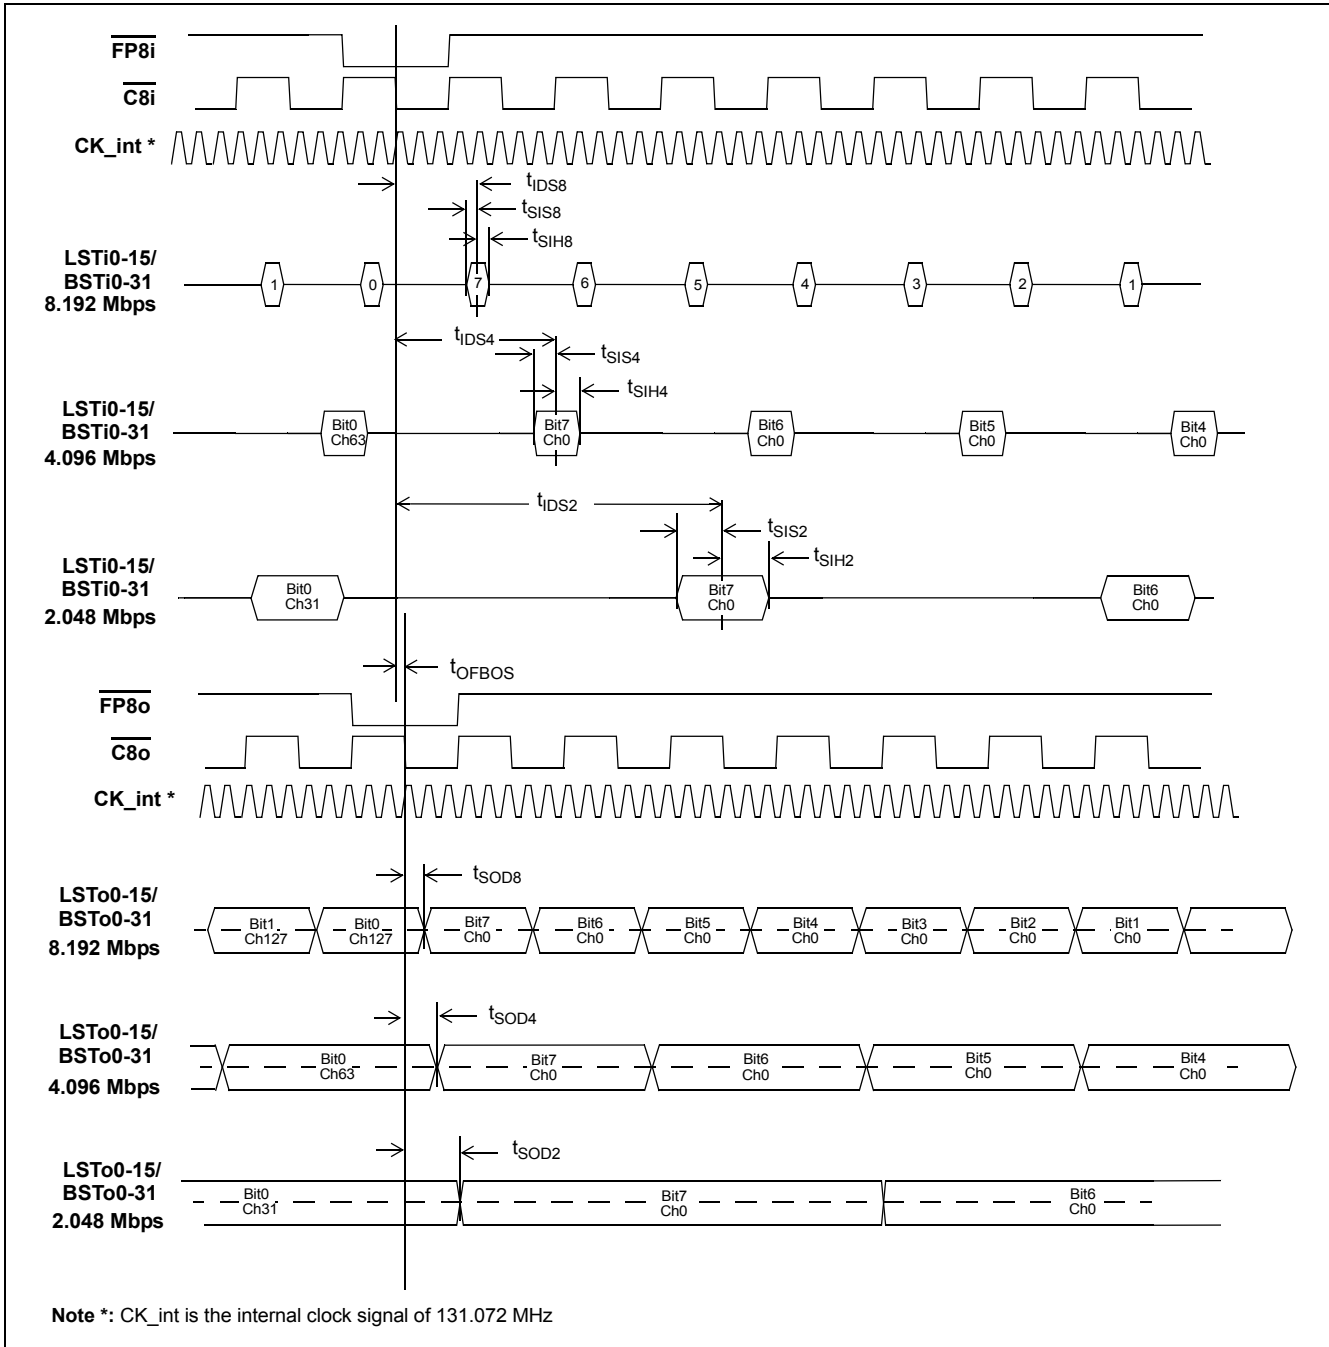 FP8i
C8i
CK_int *
tIDS8
tSIS8
tSIH8
LSTi0-15/
BSTi0-31
8.192 Mbps
1 0 7 6 5 4 3 2 1
tIDS4
tSIS4
tSIH4
LSTi0-15/
BSTi0-31
4.096 Mbps
Bit0 Bit7 Bit6 Bit5 Bit4
Ch63 Ch0 Ch0 Ch0 Ch0
tIDS2
tSIS2
tSIH2
LSTi0-15/
BSTi0-31
2.048 Mbps
Bit0 Bit7 Bit6
Ch31 Ch0 Ch0
tOFBOS
FP8o
C8o
CK_int *
tSOD8
LSTo0-15/
BSTo0-31
8.192 Mbps
Bit1 Bit0 Bit7 Bit6 Bit5 Bit4 Bit3 Bit2 Bit1
Ch127 Ch127 Ch0 Ch0 Ch0 Ch0 Ch0 Ch0 Ch0
tSOD4
LSTo0-15/
BSTo0-31
4.096 Mbps
Bit0 Bit7 Bit6 Bit5 Bit4
Ch63 Ch0 Ch0 Ch0 Ch0
tSOD2
LSTo0-15/
BSTo0-31
2.048 Mbps
Bit0 Bit7 Bit6
Ch31 Ch0 Ch0
Note *: CK_int is the internal clock signal of 131.072 MHz